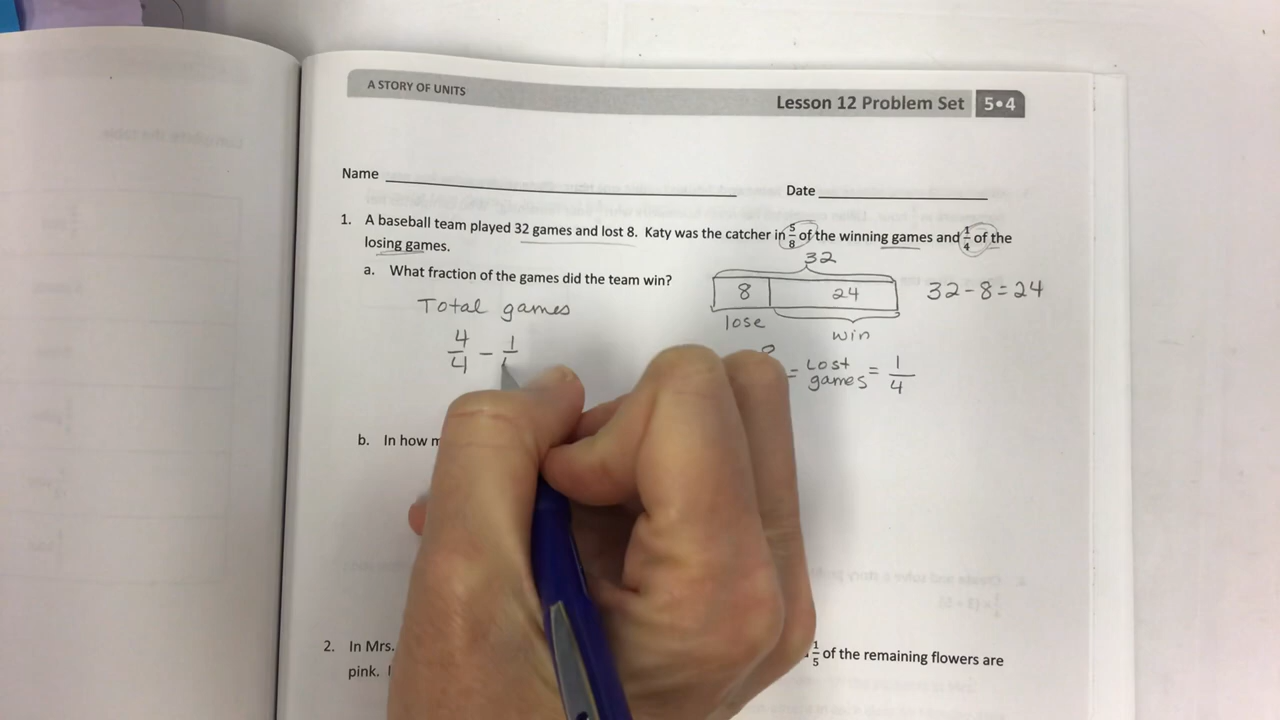 A STORY OF UNITS
Lesson 12 Problem Set 5•4
Name
Date
1. A baseball team played 32 games and lost 8. Katy was the catcher in 5/8 of the winning games and 1/4 of the
losing games.
a. What fraction of the games did the team win?
32
8 24
32 - 8 = 24
lose
win
Total games
4/4 - 1/
= Lost games = 1/4
b. In how
2. In Mrs.
1/5 of the remaining flowers are
pink.